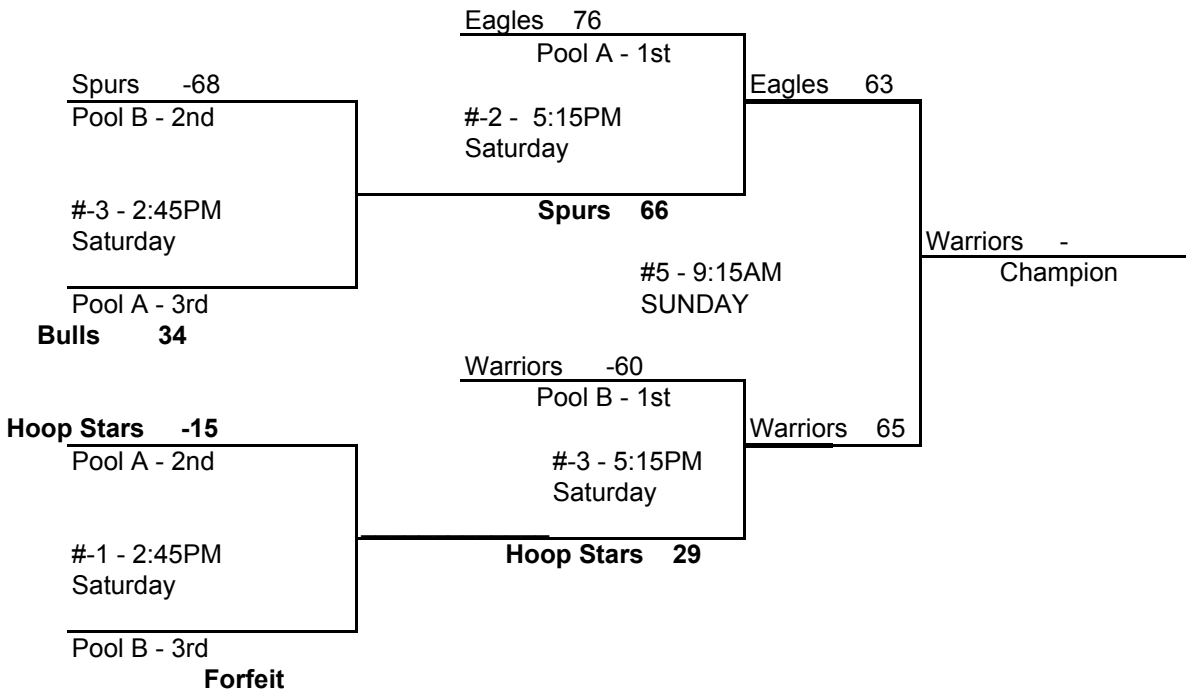 Eagles 76
Pool A - 1st
Spurs -68
Pool B - 2nd
Eagles 63
#-2 - 5:15PM
Saturday
Spurs 66
#-3 - 2:45PM
Saturday
Warriors -
Champion
#5 - 9:15AM
SUNDAY
Pool A - 3rd
Bulls 34
Warriors -60
Pool B - 1st
Hoop Stars -15
Pool A - 2nd
Warriors 65
#-3 - 5:15PM
Saturday
Hoop Stars 29
#-1 - 2:45PM
Saturday
Pool B - 3rd
Forfeit